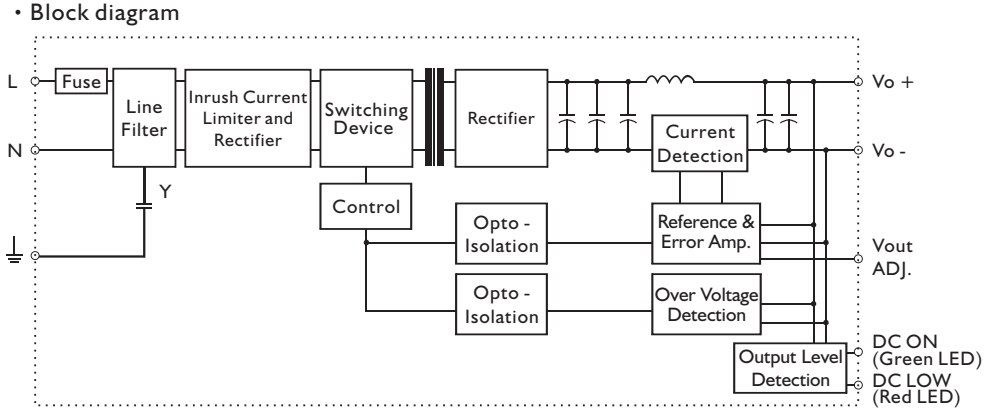 • Block diagram
L
Fuse
Line
Filter
Inrush Current
Limiter and
Rectifier
Switching
Device
Rectifier
Current
Detection
Vo +
N
Vo -
Y
Control
Opto -
Isolation
Reference &
Error Amp.
Vout
ADJ.
Opto -
Isolation
Over Voltage
Detection
Output Level
Detection
DC ON
(Green LED)
DC LOW
(Red LED)